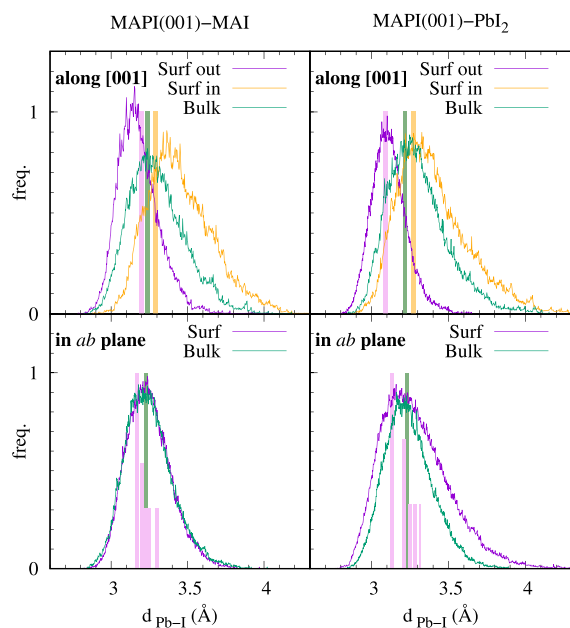 MAPI(001)−MAI
MAPI(001)−PbI2
along [001]
Surf out
Surf in
Bulk
along [001]
Surf out
Surf in
Bulk
freq.
1
0
in ab plane
Surf
Bulk
in ab plane
Surf
Bulk
freq.
1
0
3 3.5 4
3 3.5 4
d Pb−I (Å)
d Pb−I (Å)